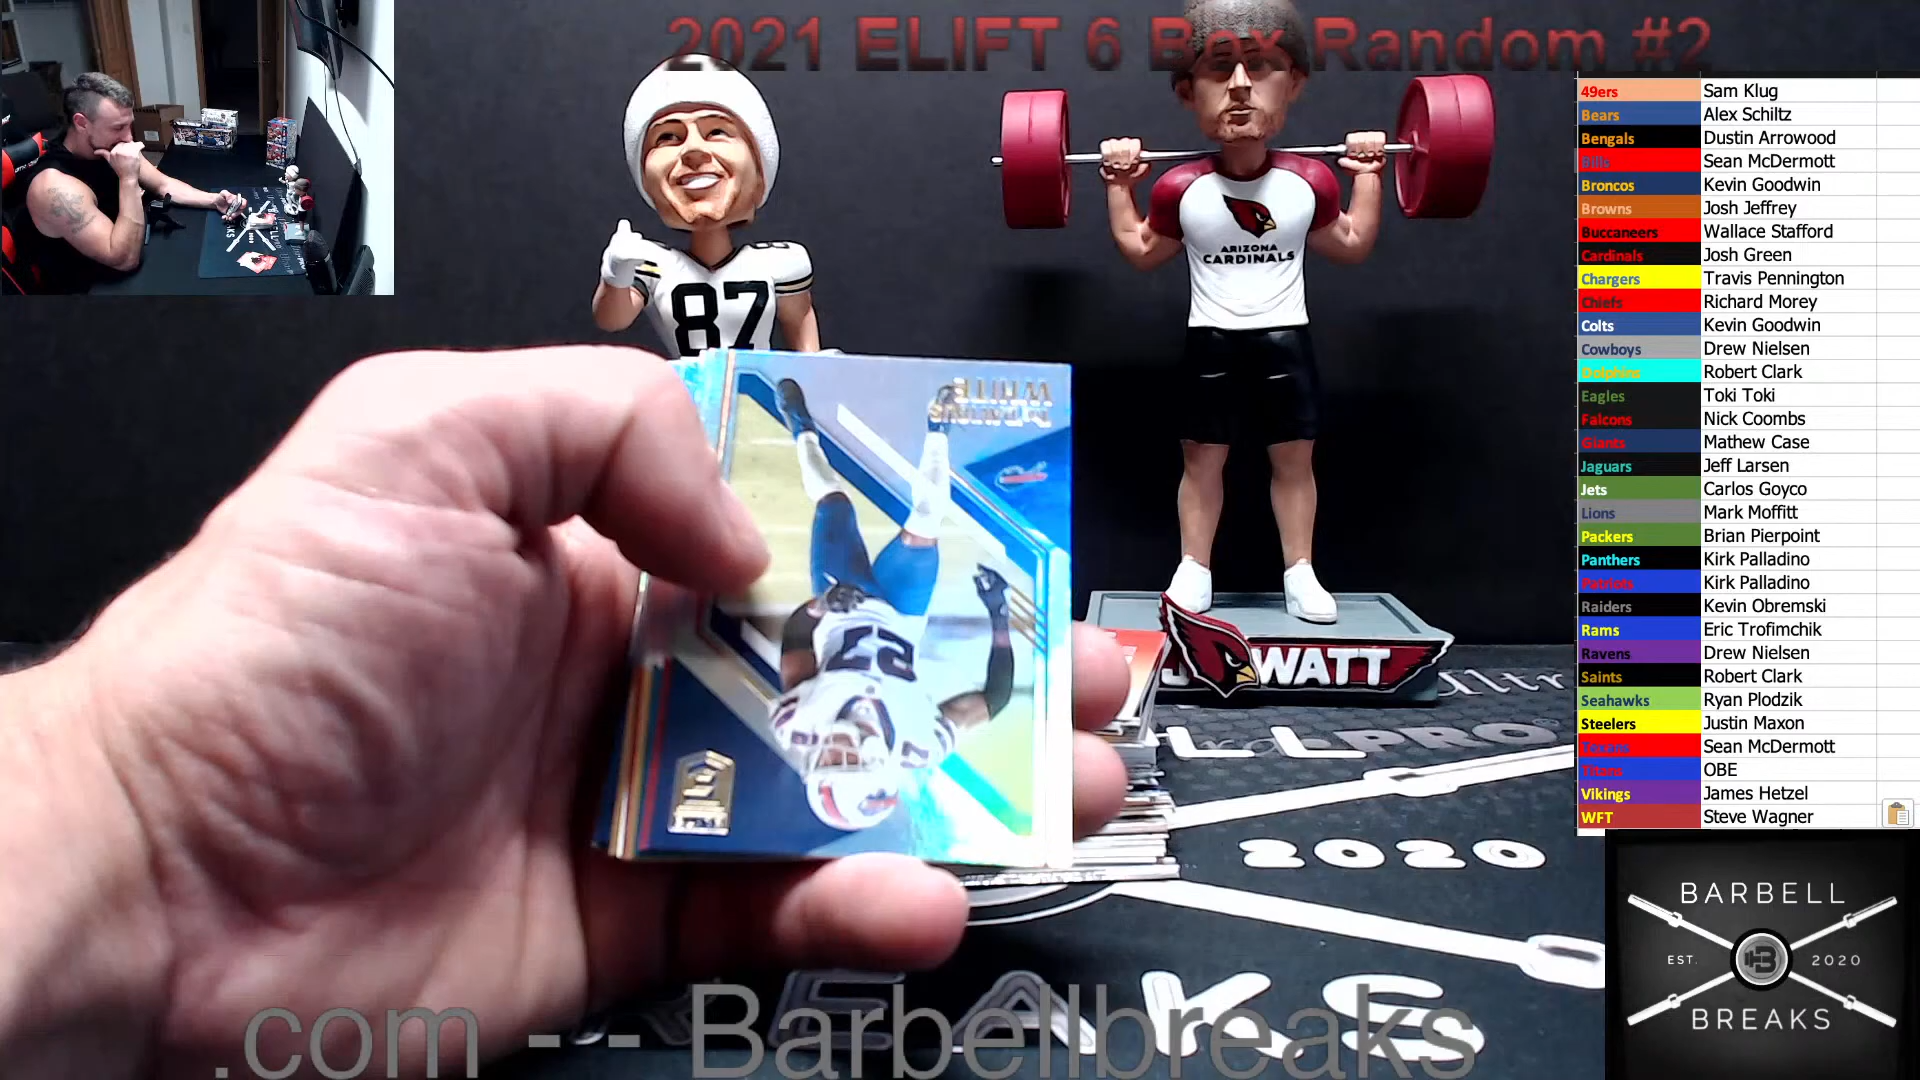 2021 ELIFT 6 Box Random #2
49ers Sam Klug
Bears Alex Schiltz
Bengals Dustin Arrowood
Bills Sean McDermott
Broncos Kevin Goodwin
Browns Josh Jeffrey
Buccaneers Wallace Stafford
Cardinals Josh Green
Chargers Travis Pennington
Chiefs Richard Morey
Colts Kevin Goodwin
Cowboys Drew Nielsen
Dolphins Robert Clark
Eagles Toki Toki
Falcons Nick Coombs
Giants Mathew Case
Jaguars Jeff Larsen
Jets Carlos Goyco
Lions Mark Moffitt
Packers Brian Pierpoint
Panthers Kirk Palladino
Patriots Kirk Palladino
Raiders Kevin Obremski
Rams Eric Trofimchik
Ravens Drew Nielsen
Saints Robert Clark
Seahawks Ryan Plodzik
Steelers Justin Maxon
Texans Sean McDermott
Titans OBE
Vikings James Hetzel
WFT Steve Wagner
87
ARIZONA
CARDINALS
WATT
WHITE
27
Ultra
PRO
2020
EAKS
BARBELL
EST. B 2020
BREAKS
.com - - Barbellbreaks